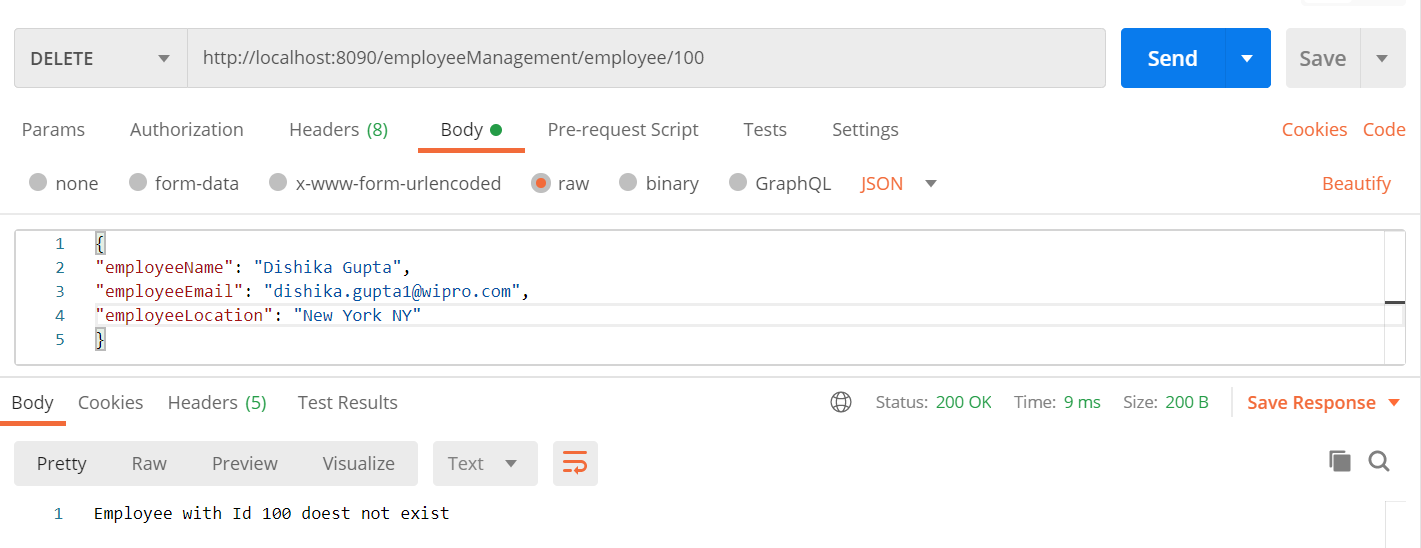 DELETE http://localhost:8090/employeeManagement/employee/100 Send Save
Params Authorization Headers (8) Body Pre-request Script Tests Settings Cookies Code
none form-data x-www-form-urlencoded raw binary GraphQL JSON Beautify
1 {
2 "employeeName": "Dishika Gupta",
3 "employeeEmail": "dishika.gupta1@wipro.com",
4 "employeeLocation": "New York NY"
5 }
Body Cookies Headers (5) Test Results Status: 200 OK Time: 9 ms Size: 200 B Save Response
Pretty Raw Preview Visualize Text
1 Employee with Id 100 doest not exist